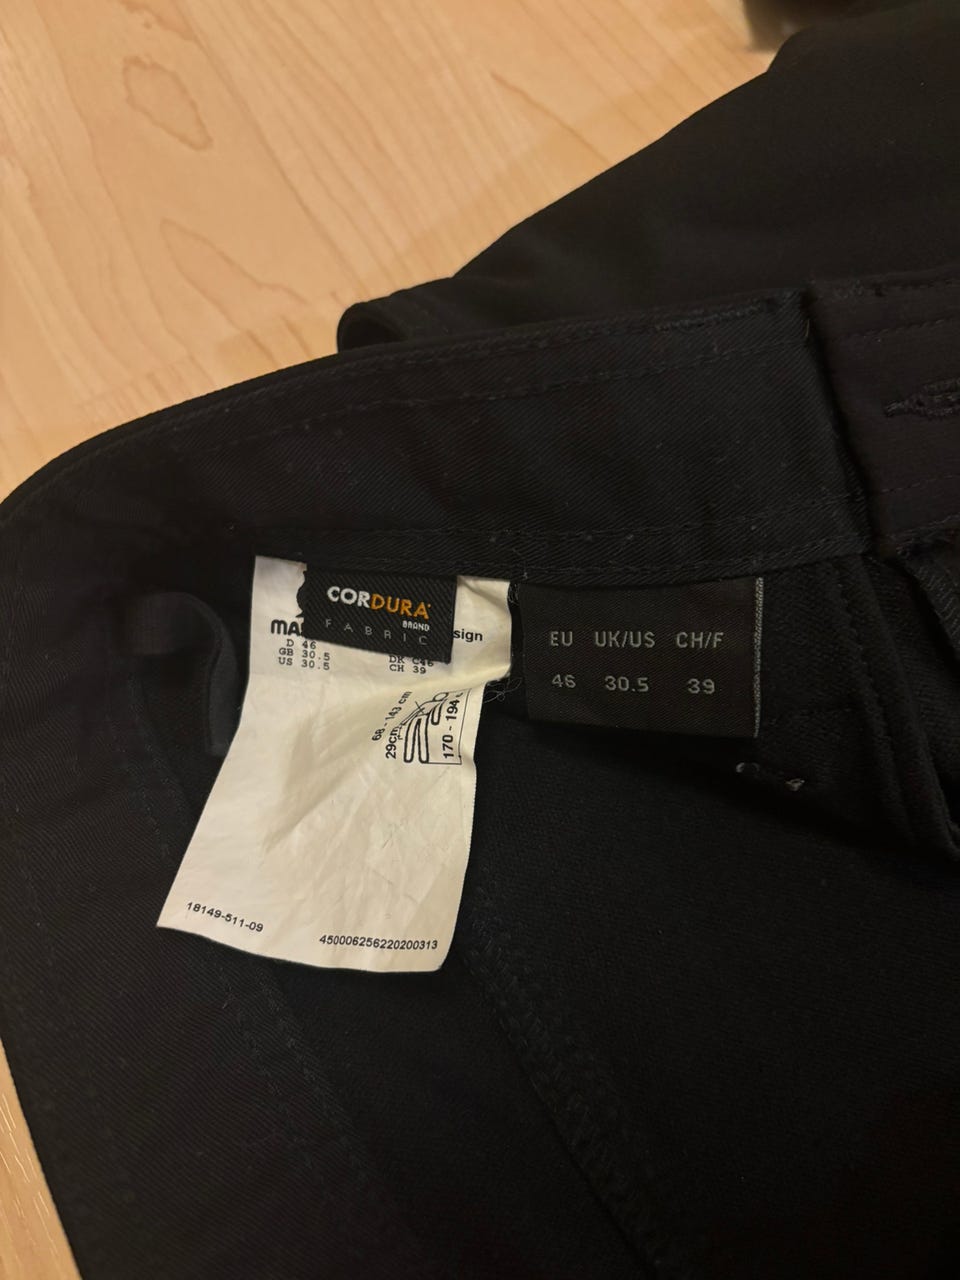 CORDURA
BRAND
FABRIC
MA
sign
D 46
GB 30.5
US 30.5
DK C46
CH 39
68 - 143 cm
29cm
170 - 194
18149-511-09
450006256220200313
EU UK/US CH/F
46 30.5 39